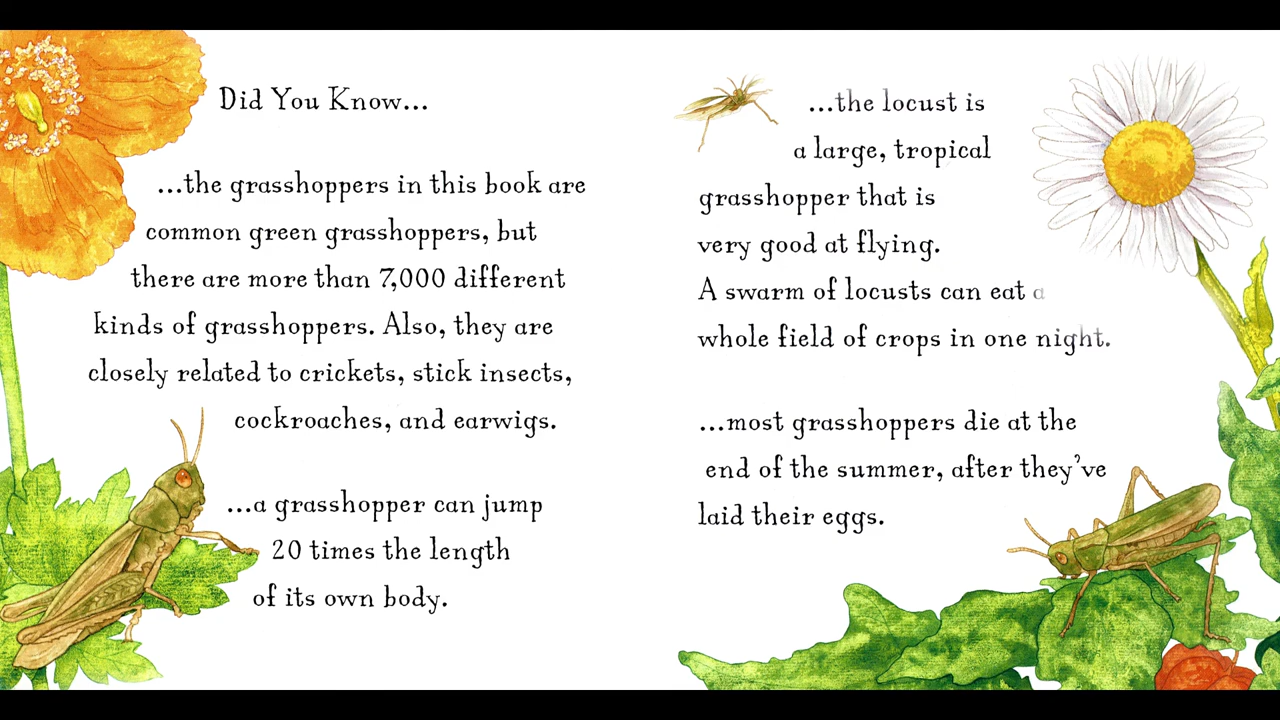 Did You Know...
...the grasshoppers in this book are
common green grasshoppers, but
there are more than 7,000 different
kinds of grasshoppers. Also, they are
closely related to crickets, stick insects,
cockroaches, and earwigs.
...a grasshopper can jump
20 times the length
of its own body.
...the locust is
a large, tropical
grasshopper that is
very good at flying.
A swarm of locusts can eat a
whole field of crops in one night.
...most grasshoppers die at the
end of the summer, after they've
laid their eggs.